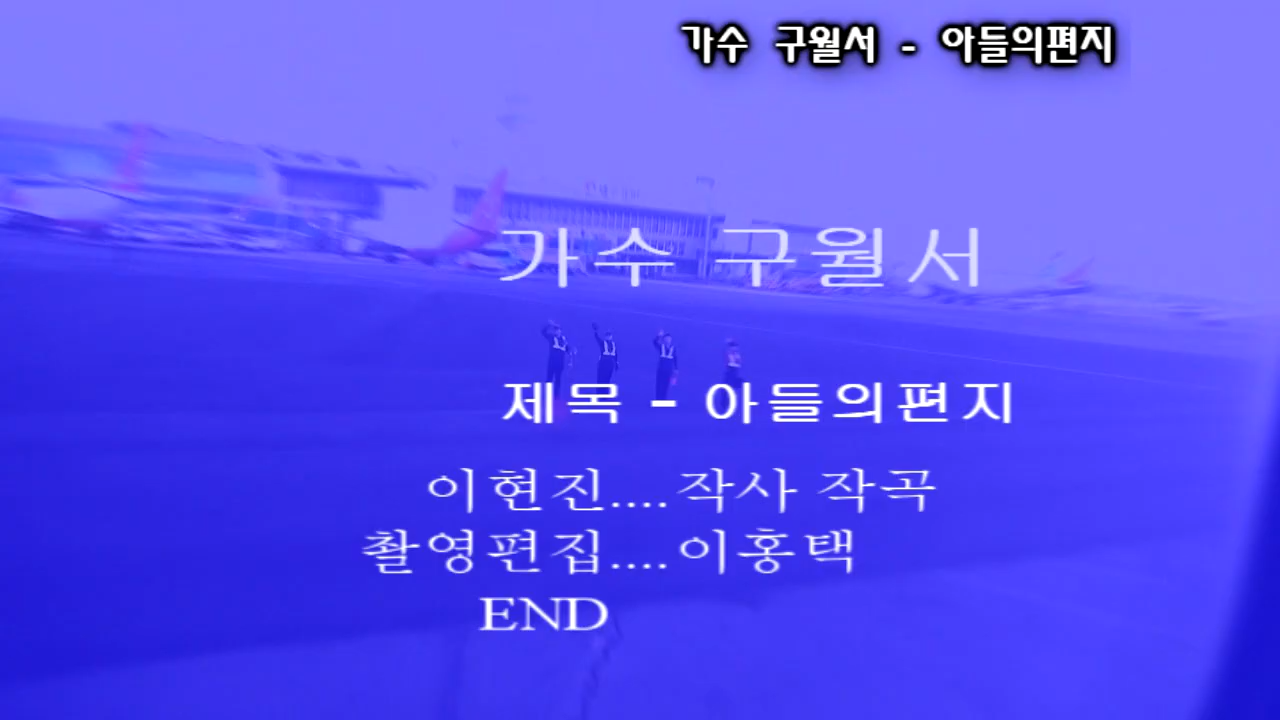 가수 구월서 - 아들의편지
가수 구월서
제목 - 아들의편지
이현진....작사 작곡
촬영편집....이홍택
END